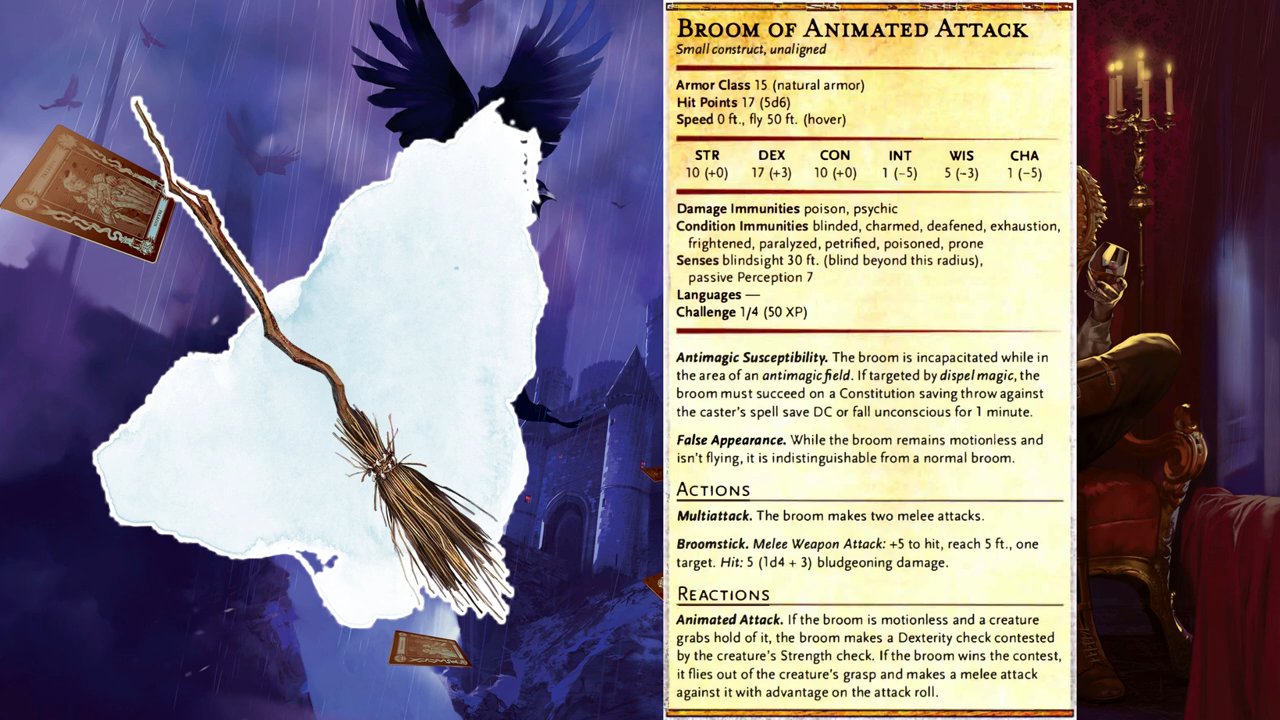 BROOM OF ANIMATED ATTACK
Small construct, unaligned
Armor Class 15 (natural armor)
Hit Points 17 (5d6)
Speed 0 ft., fly 50 ft. (hover)
STR DEX CON INT WIS CHA
10 (+0) 17 (+3) 10 (+0) 1 (−5) 5 (−3) 1 (−5)
Damage Immunities poison, psychic
Condition Immunities blinded, charmed, deafened, exhaustion,
frightened, paralyzed, petrified, poisoned, prone
Senses blindsight 30 ft. (blind beyond this radius),
passive Perception 7
Languages —
Challenge 1/4 (50 XP)
Antimagic Susceptibility. The broom is incapacitated while in
the area of an antimagic field. If targeted by dispel magic, the
broom must succeed on a Constitution saving throw against
the caster's spell save DC or fall unconscious for 1 minute.
False Appearance. While the broom remains motionless and
isn't flying, it is indistinguishable from a normal broom.
ACTIONS
Multiattack. The broom makes two melee attacks.
Broomstick. Melee Weapon Attack: +5 to hit, reach 5 ft., one
target. Hit: 5 (1d4 + 3) bludgeoning damage.
REACTIONS
Animated Attack. If the broom is motionless and a creature
grabs hold of it, the broom makes a Dexterity check contested
by the creature's Strength check. If the broom wins the contest,
it flies out of the creature's grasp and makes a melee attack
against it with advantage on the attack roll.